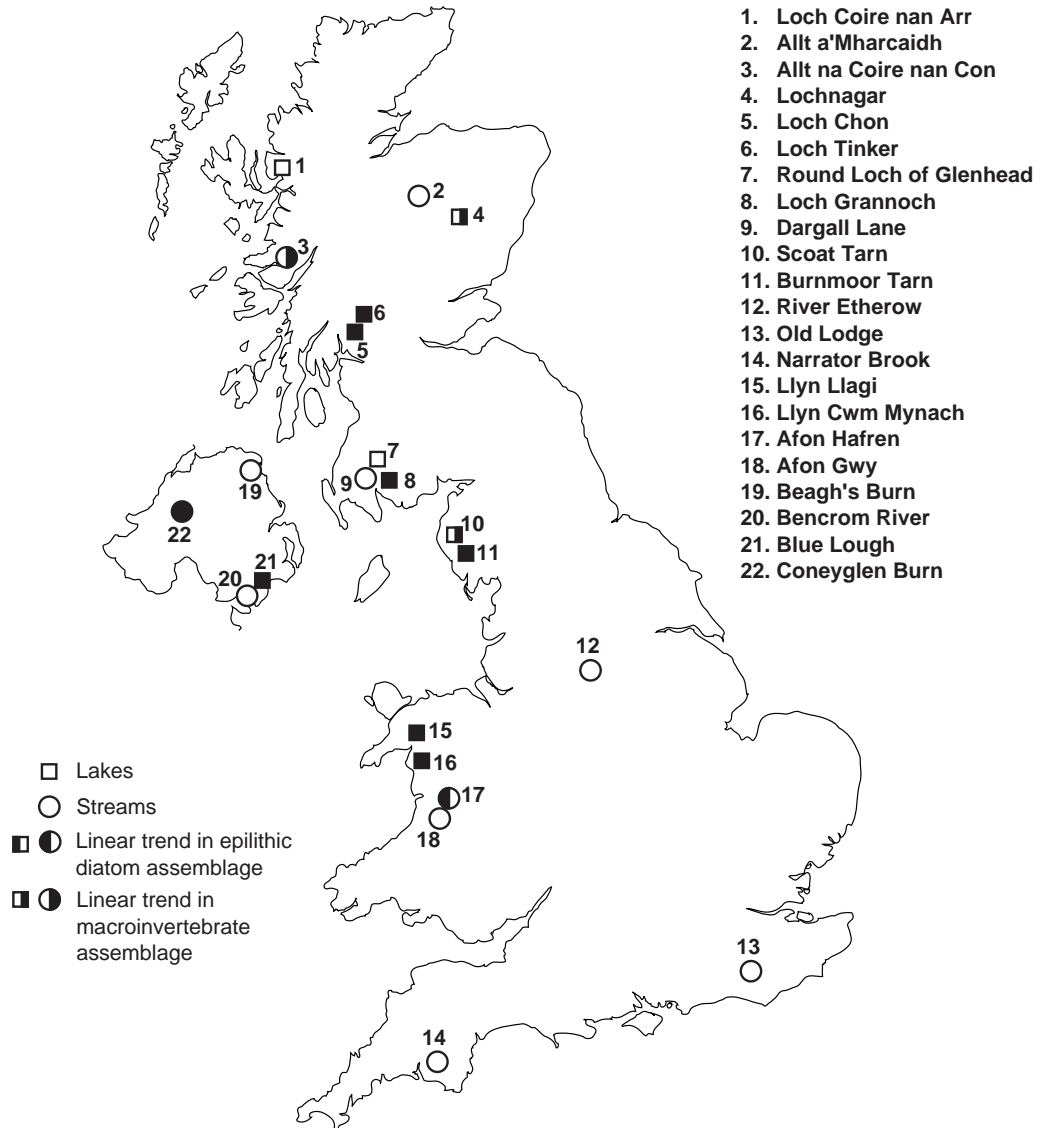 1. Loch Coire nan Arr
2. Allt a'Mharcaidh
3. Allt na Coire nan Con
4. Lochnagar
5. Loch Chon
6. Loch Tinker
7. Round Loch of Glenhead
8. Loch Grannoch
9. Dargall Lane
10. Scoat Tarn
11. Burnmoor Tarn
12. River Etherow
13. Old Lodge
14. Narrator Brook
15. Llyn Llagi
16. Llyn Cwm Mynach
17. Afon Hafren
18. Afon Gwy
19. Beagh's Burn
20. Bencrom River
21. Blue Lough
22. Coneyglen Burn
1
2
4
3
6
5
7
9
8
19
10
22
11
21
20
12
15
16
17
18
13
14
Lakes
Streams
Linear trend in epilithic
diatom assemblage
Linear trend in
macroinvertebrate
assemblage